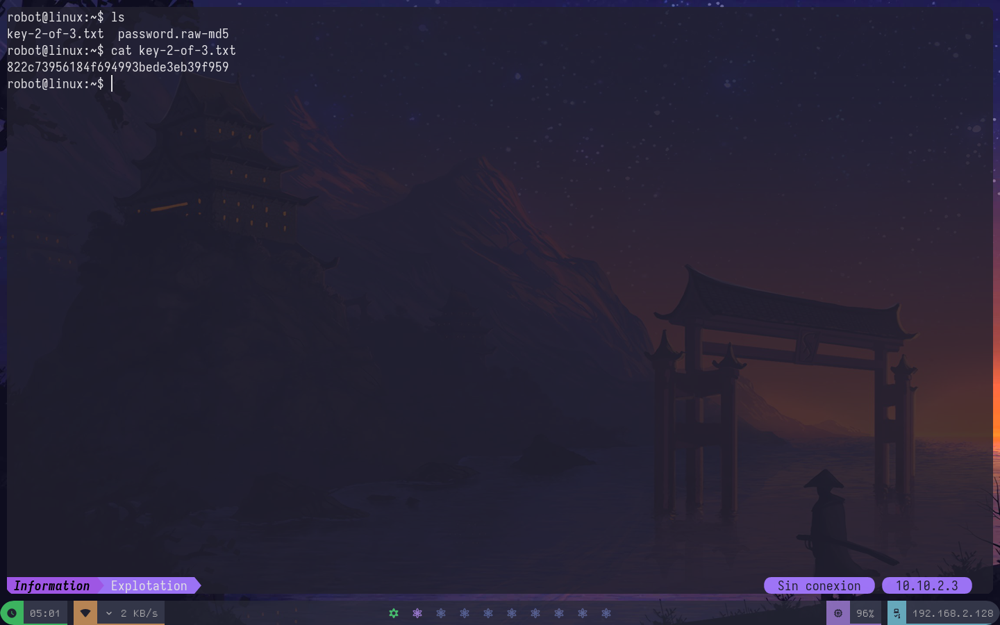 robot@linux:~$ ls
key-2-of-3.txt  password.raw-md5
robot@linux:~$ cat key-2-of-3.txt
822c73956184f694993bede3eb39f959
robot@linux:~$
Information Explotation Sin conexion 10.10.2.3
05:01 2 KB/s 96% 192.168.2.128